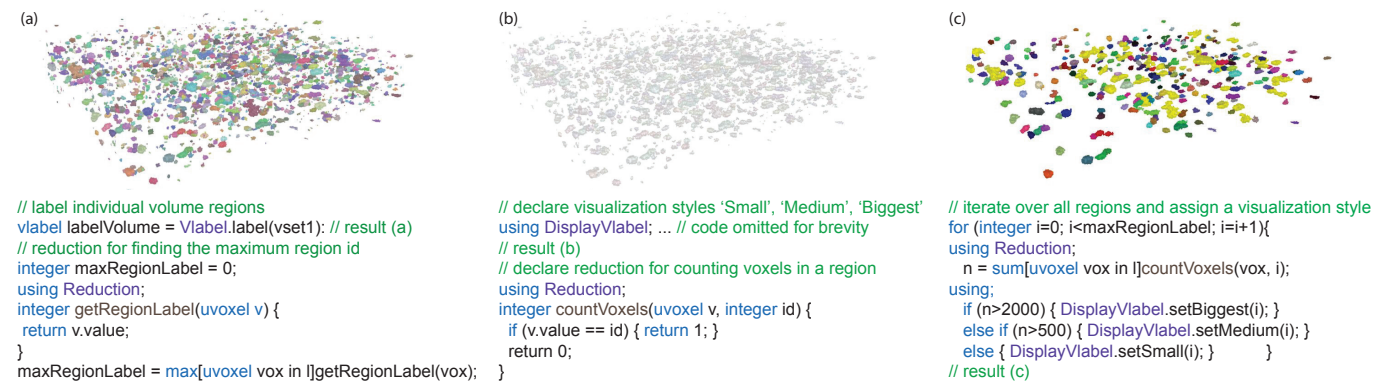 (a)
// label individual volume regions
vlabel labelVolume = Vlabel.label(vset1): // result (a)
// reduction for finding the maximum region id
integer maxRegionLabel = 0;
using Reduction;
integer getRegionLabel(uvoxel v) {
return v.value;
}
maxRegionLabel = max[uvoxel vox in l]getRegionLabel(vox);
(b)
// declare visualization styles ‘Small’, ‘Medium’, ‘Biggest’
using DisplayVlabel; ... // code omitted for brevity
// result (b)
// declare reduction for counting voxels in a region
using Reduction;
integer countVoxels(uvoxel v, integer id) {
if (v.value == id) { return 1; }
return 0;
}
(c)
// iterate over all regions and assign a visualization style
for (integer i=0; i<maxRegionLabel; i=i+1){
using Reduction;
n = sum[uvoxel vox in l]countVoxels(vox, i);
using;
if (n>2000) { DisplayVlabel.setBiggest(i); }
else if (n>500) { DisplayVlabel.setMedium(i); }
else { DisplayVlabel.setSmall(i); } }
// result (c)